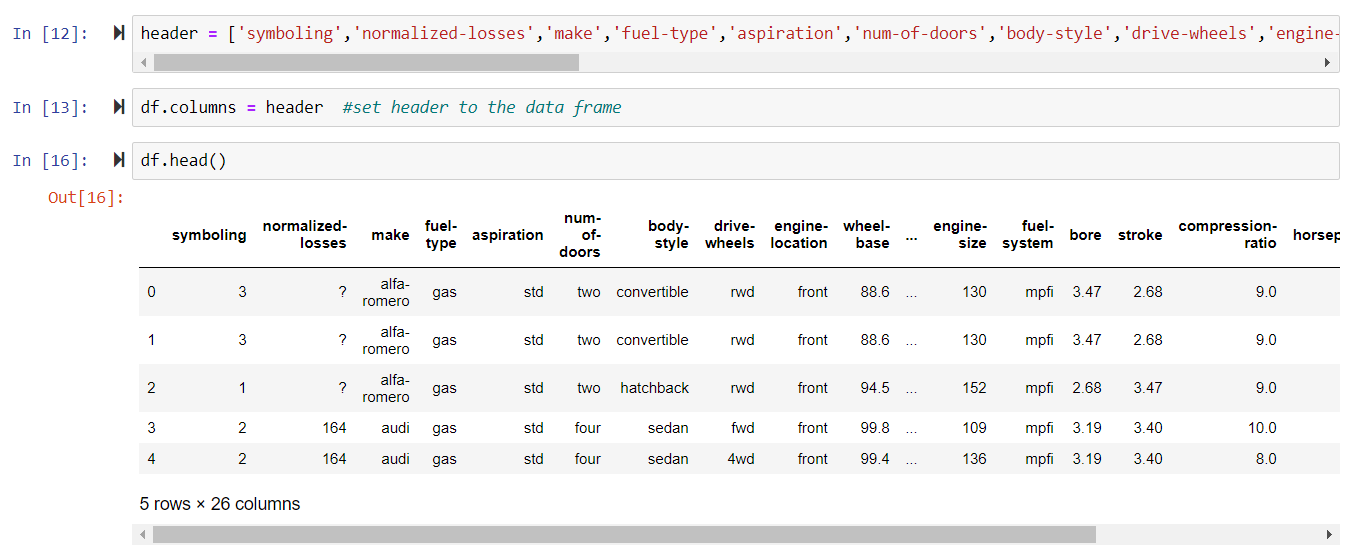 In [12]: header = ['symboling','normalized-losses','make','fuel-type','aspiration','num-of-doors','body-style','drive-wheels','engine-
In [13]: df.columns = header  #set header to the data frame
In [16]: df.head()
Out[16]:
symboling normalized-losses make fuel-type aspiration num-of-doors body-style drive-wheels engine-location wheel-base ... engine-size fuel-system bore stroke compression-ratio horsep
0 3 ? alfa-romero gas std two convertible rwd front 88.6 ... 130 mpfi 3.47 2.68 9.0
1 3 ? alfa-romero gas std two convertible rwd front 88.6 ... 130 mpfi 3.47 2.68 9.0
2 1 ? alfa-romero gas std two hatchback rwd front 94.5 ... 152 mpfi 2.68 3.47 9.0
3 2 164 audi gas std four sedan fwd front 99.8 ... 109 mpfi 3.19 3.40 10.0
4 2 164 audi gas std four sedan 4wd front 99.4 ... 136 mpfi 3.19 3.40 8.0
5 rows × 26 columns